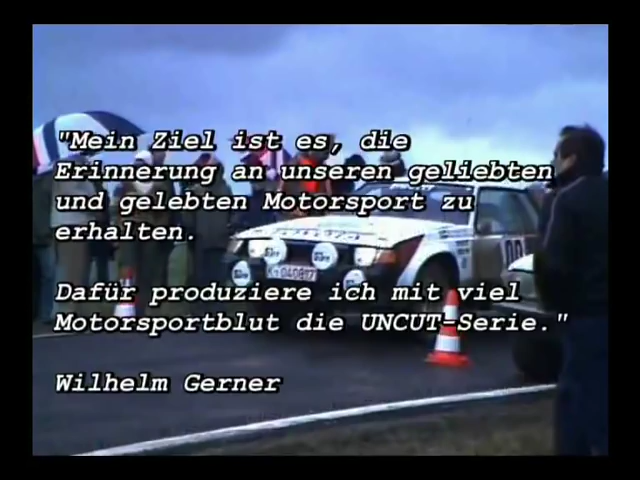 "Mein Ziel ist es, die
Erinnerung an unseren geliebten
und gelebten Motorsport zu
erhalten.
Dafür produziere ich mit viel
Motorsportblut die UNCUT-Serie."
Wilhelm Gerner